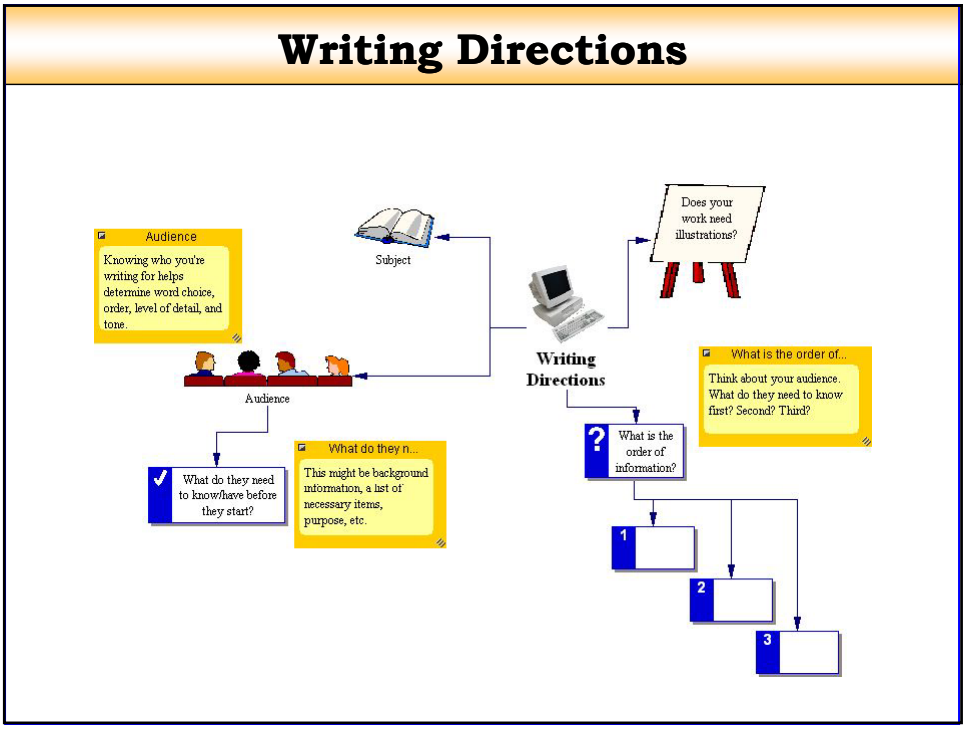 Writing Directions
Does your
work need
illustrations?
Subject
Audience
Knowing who you're
writing for helps
determine word choice,
order, level of detail, and
tone.
Audience
Writing
Directions
What is the order of...
Think about your audience.
What do they need to know
first? Second? Third?
?
What is the
order of
information?
What do they need
to know/have before
they start?
What do they n...
This might be background
information, a list of
necessary items,
purpose, etc.
1
2
3